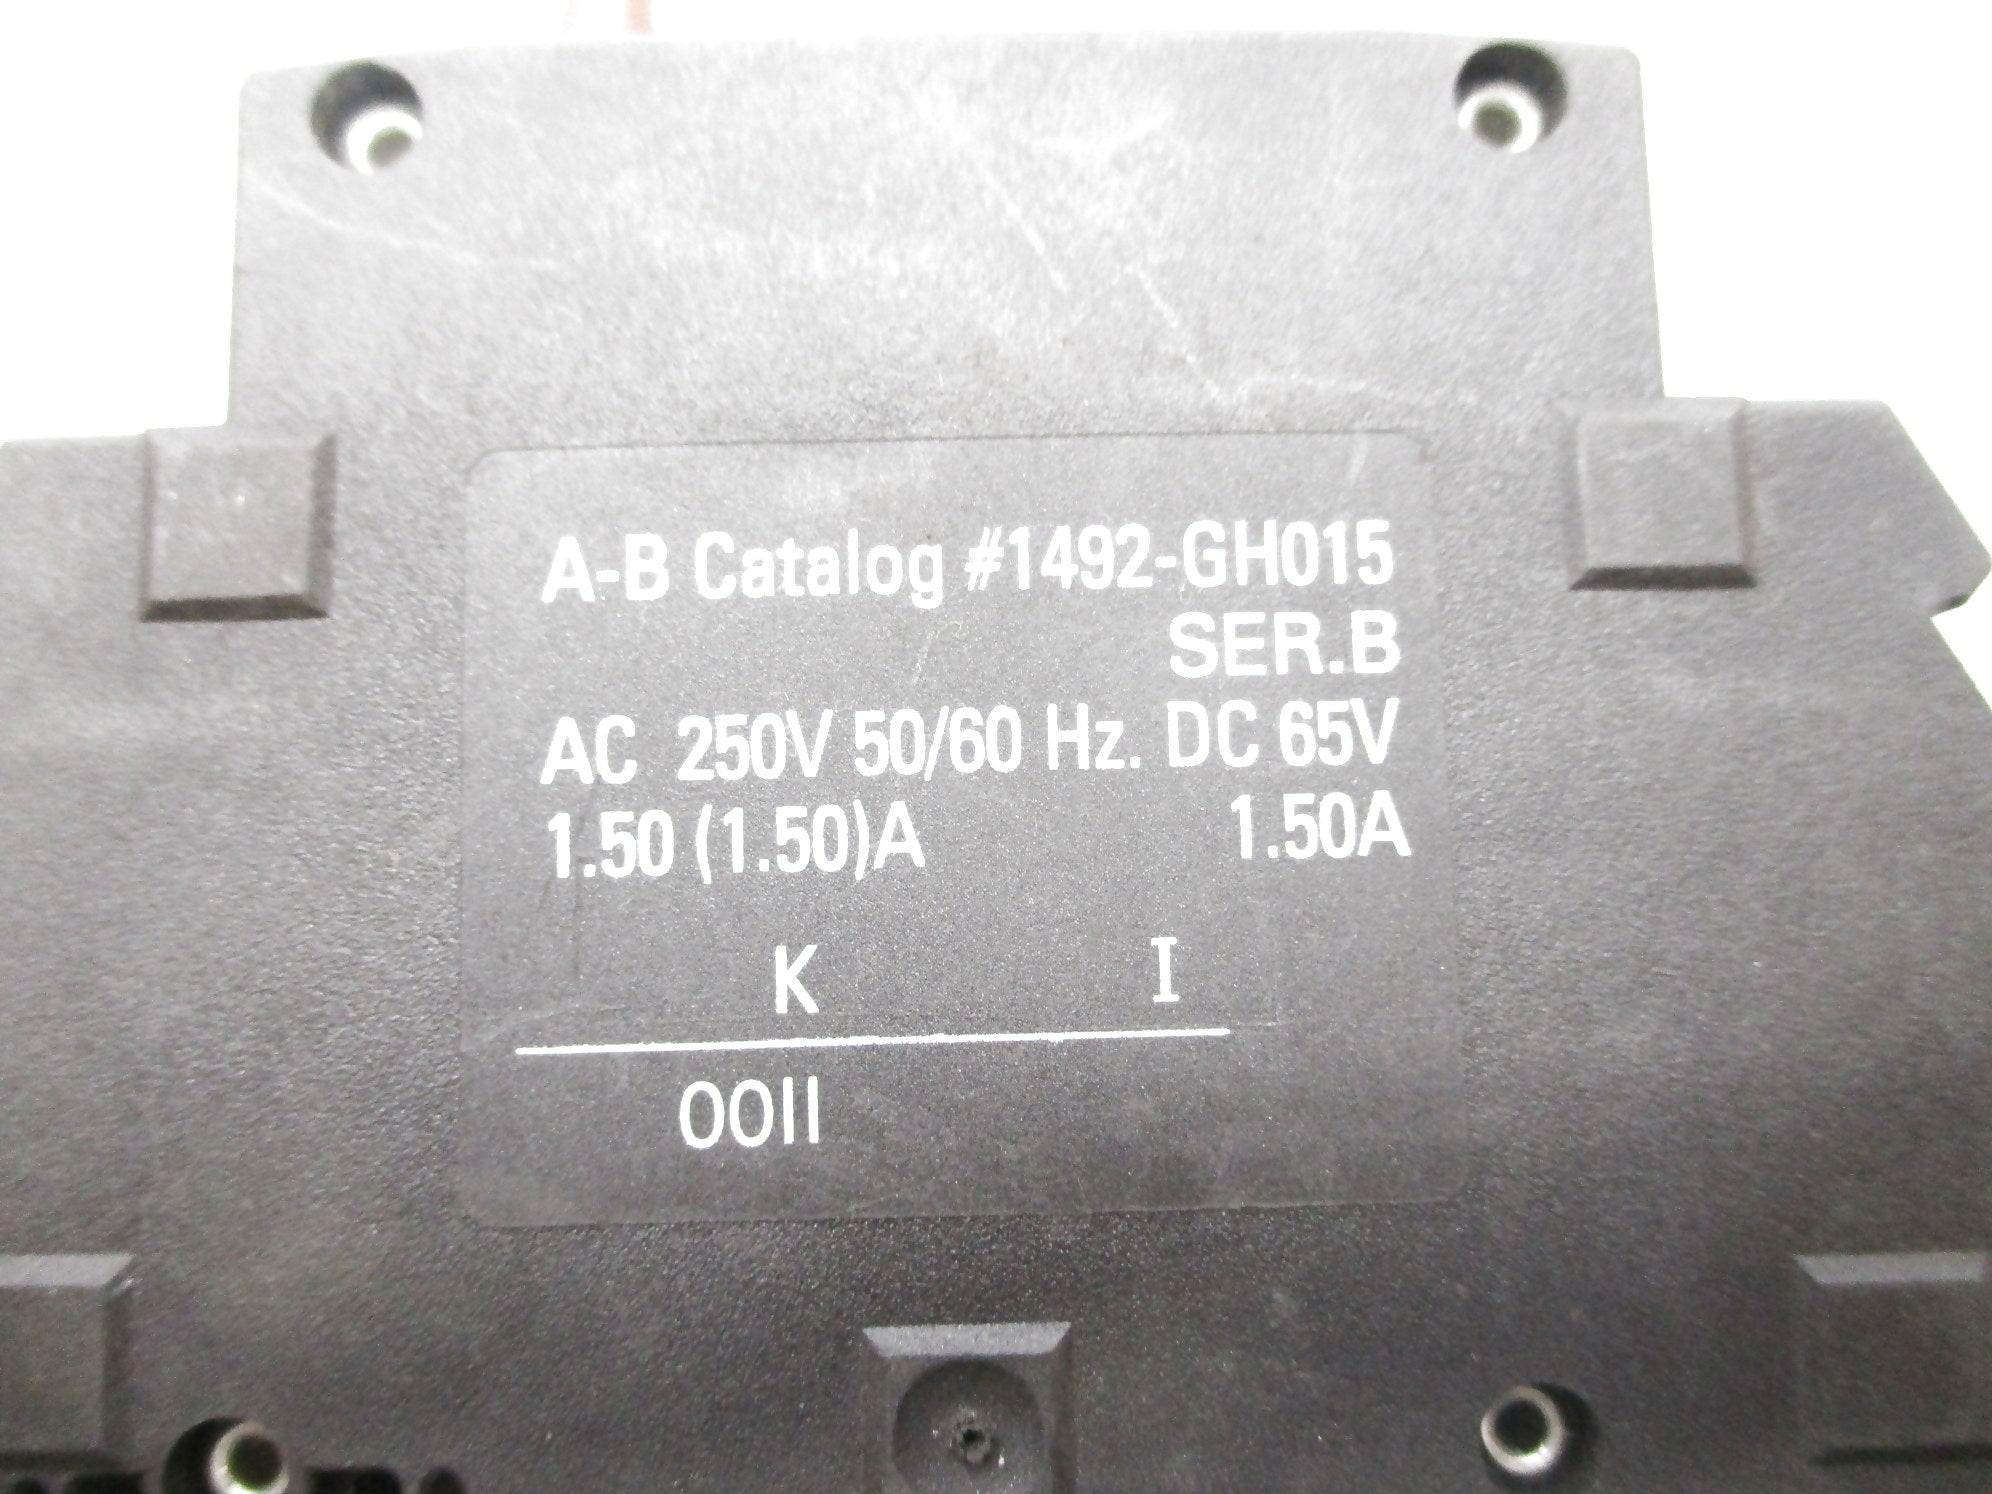 A-B Catalog #1492-GH015
SER.B
AC 250V 50/60 Hz. DC 65V
1.50 (1.50)A 1.50A
K I
00II